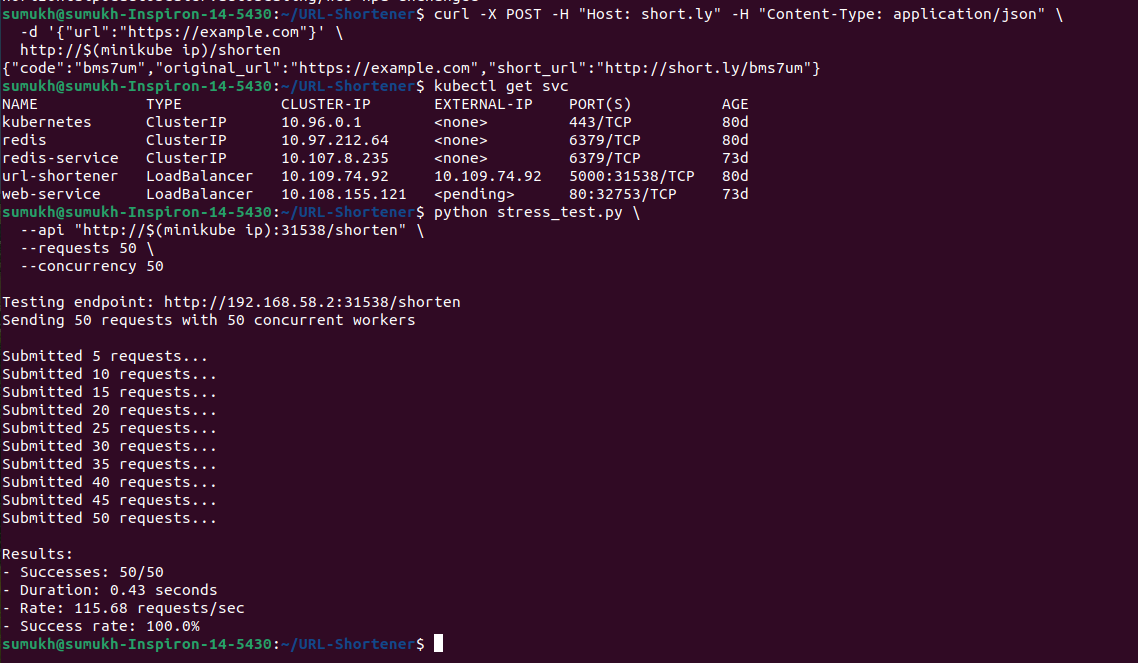 sumukh@sumukh-Inspiron-14-5430:~/URL-Shortener$ curl -X POST -H "Host: short.ly" -H "Content-Type: application/json" \
  -d '{"url":"https://example.com"}' \
  http://$(minikube ip)/shorten
{"code":"bms7um","original_url":"https://example.com","short_url":"http://short.ly/bms7um"}
sumukh@sumukh-Inspiron-14-5430:~/URL-Shortener$ kubectl get svc
NAME            TYPE           CLUSTER-IP       EXTERNAL-IP    PORT(S)          AGE
kubernetes      ClusterIP      10.96.0.1        <none>         443/TCP          80d
redis           ClusterIP      10.97.212.64     <none>         6379/TCP         80d
redis-service   ClusterIP      10.107.8.235     <none>         6379/TCP         73d
url-shortener   LoadBalancer   10.109.74.92     10.109.74.92   5000:31538/TCP   80d
web-service     LoadBalancer   10.108.155.121   <pending>      80:32753/TCP     73d
sumukh@sumukh-Inspiron-14-5430:~/URL-Shortener$ python stress_test.py \
  --api "http://$(minikube ip):31538/shorten" \
  --requests 50 \
  --concurrency 50
Testing endpoint: http://192.168.58.2:31538/shorten
Sending 50 requests with 50 concurrent workers
Submitted 5 requests...
Submitted 10 requests...
Submitted 15 requests...
Submitted 20 requests...
Submitted 25 requests...
Submitted 30 requests...
Submitted 35 requests...
Submitted 40 requests...
Submitted 45 requests...
Submitted 50 requests...
Results:
- Successes: 50/50
- Duration: 0.43 seconds
- Rate: 115.68 requests/sec
- Success rate: 100.0%
sumukh@sumukh-Inspiron-14-5430:~/URL-Shortener$